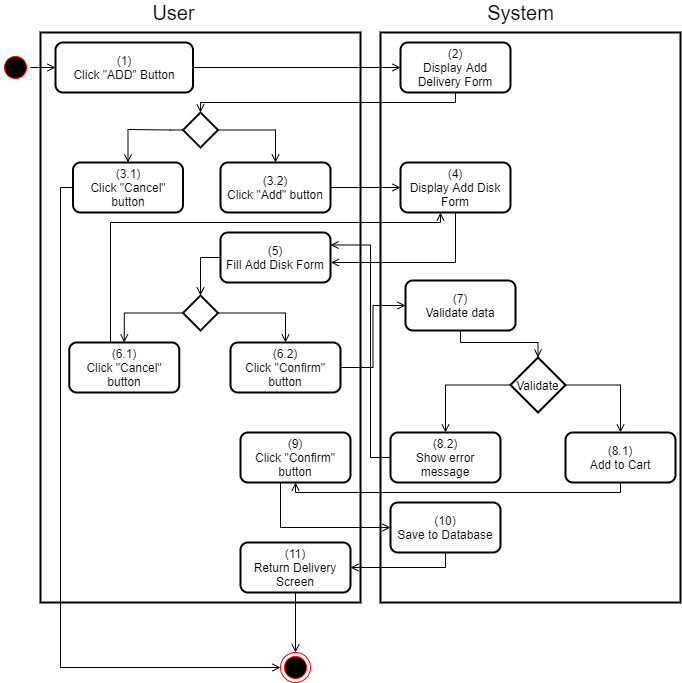 User
System
(1)
Click "ADD" Button
(2)
Display Add
Delivery Form
(3.1)
Click "Cancel"
button
(3.2)
Click "Add" button
(4)
Display Add Disk
Form
(5)
Fill Add Disk Form
(7)
Validate data
(6.1)
Click "Cancel"
button
(6.2)
Click "Confirm"
button
Validate
(9)
Click "Confirm"
button
(8.2)
Show error
message
(8.1)
Add to Cart
(10)
Save to Database
(11)
Return Delivery
Screen